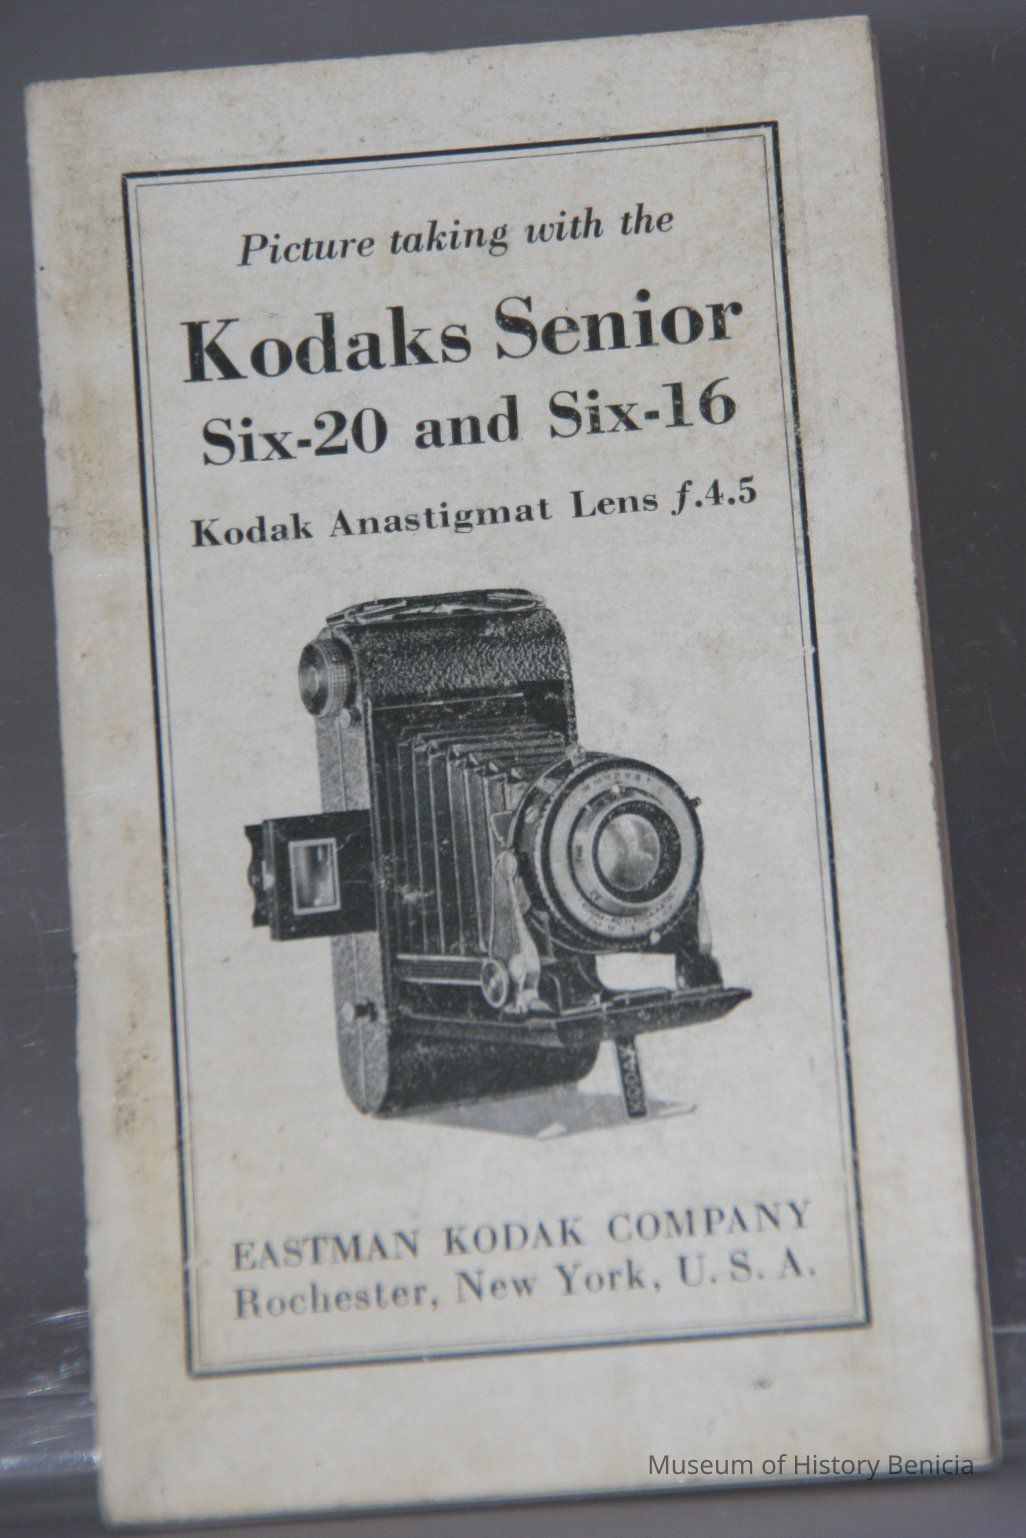 Picture taking with the
Kodaks Senior
Six-20 and Six-16
Kodak Anastigmat Lens f.4.5
KODAK
EASTMAN KODAK COMPANY
Rochester, New York, U. S. A.
Museum of History Benicia